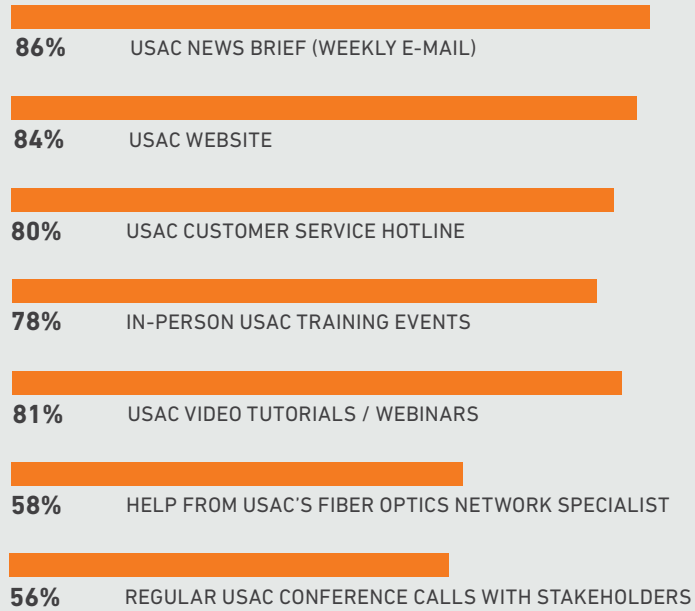 86% USAC NEWS BRIEF (WEEKLY E-MAIL)
84% USAC WEBSITE
80% USAC CUSTOMER SERVICE HOTLINE
78% IN-PERSON USAC TRAINING EVENTS
81% USAC VIDEO TUTORIALS / WEBINARS
58% HELP FROM USAC'S FIBER OPTICS NETWORK SPECIALIST
56% REGULAR USAC CONFERENCE CALLS WITH STAKEHOLDERS